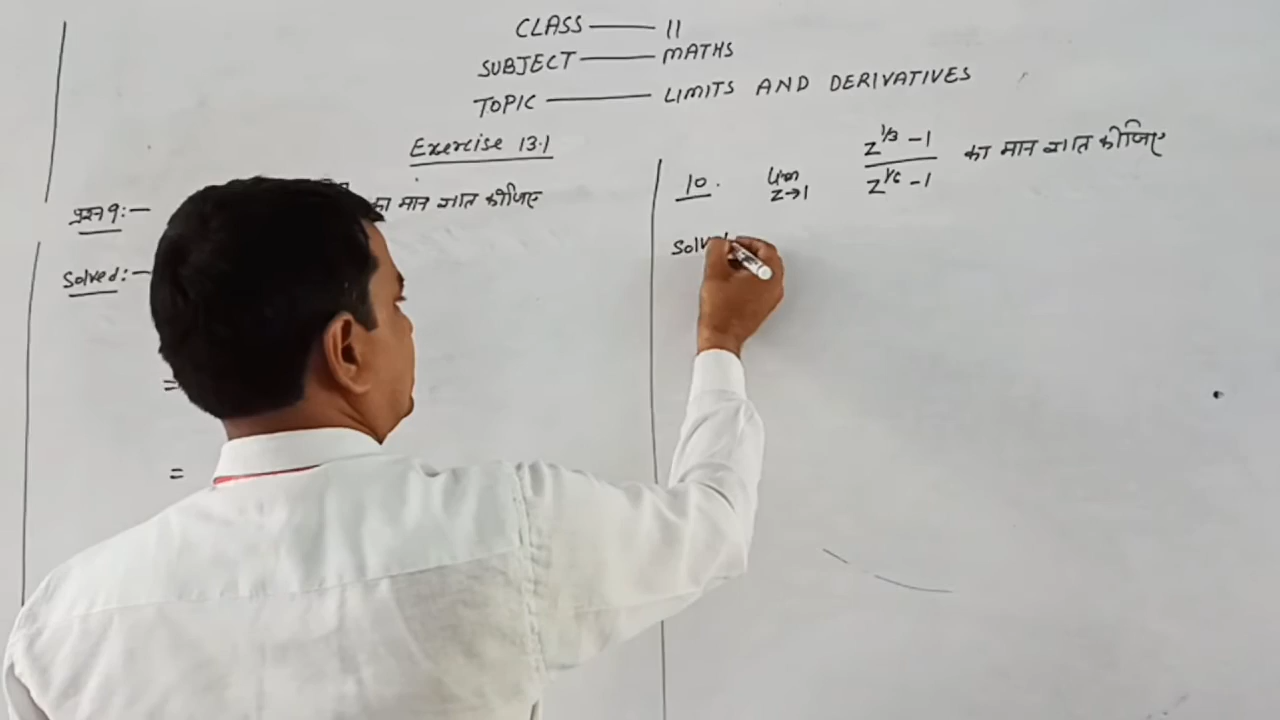 CLASS —— 11
SUBJECT —— MATHS
TOPIC —— LIMITS AND DERIVATIVES
Exercise 13.1
प्रश्न 9:— का मान ज्ञात कीजिए
Solved:—
=
=
10. lim z→1 (z^1/3 - 1)/(z^1/6 - 1) का मान ज्ञात कीजिए
Solv